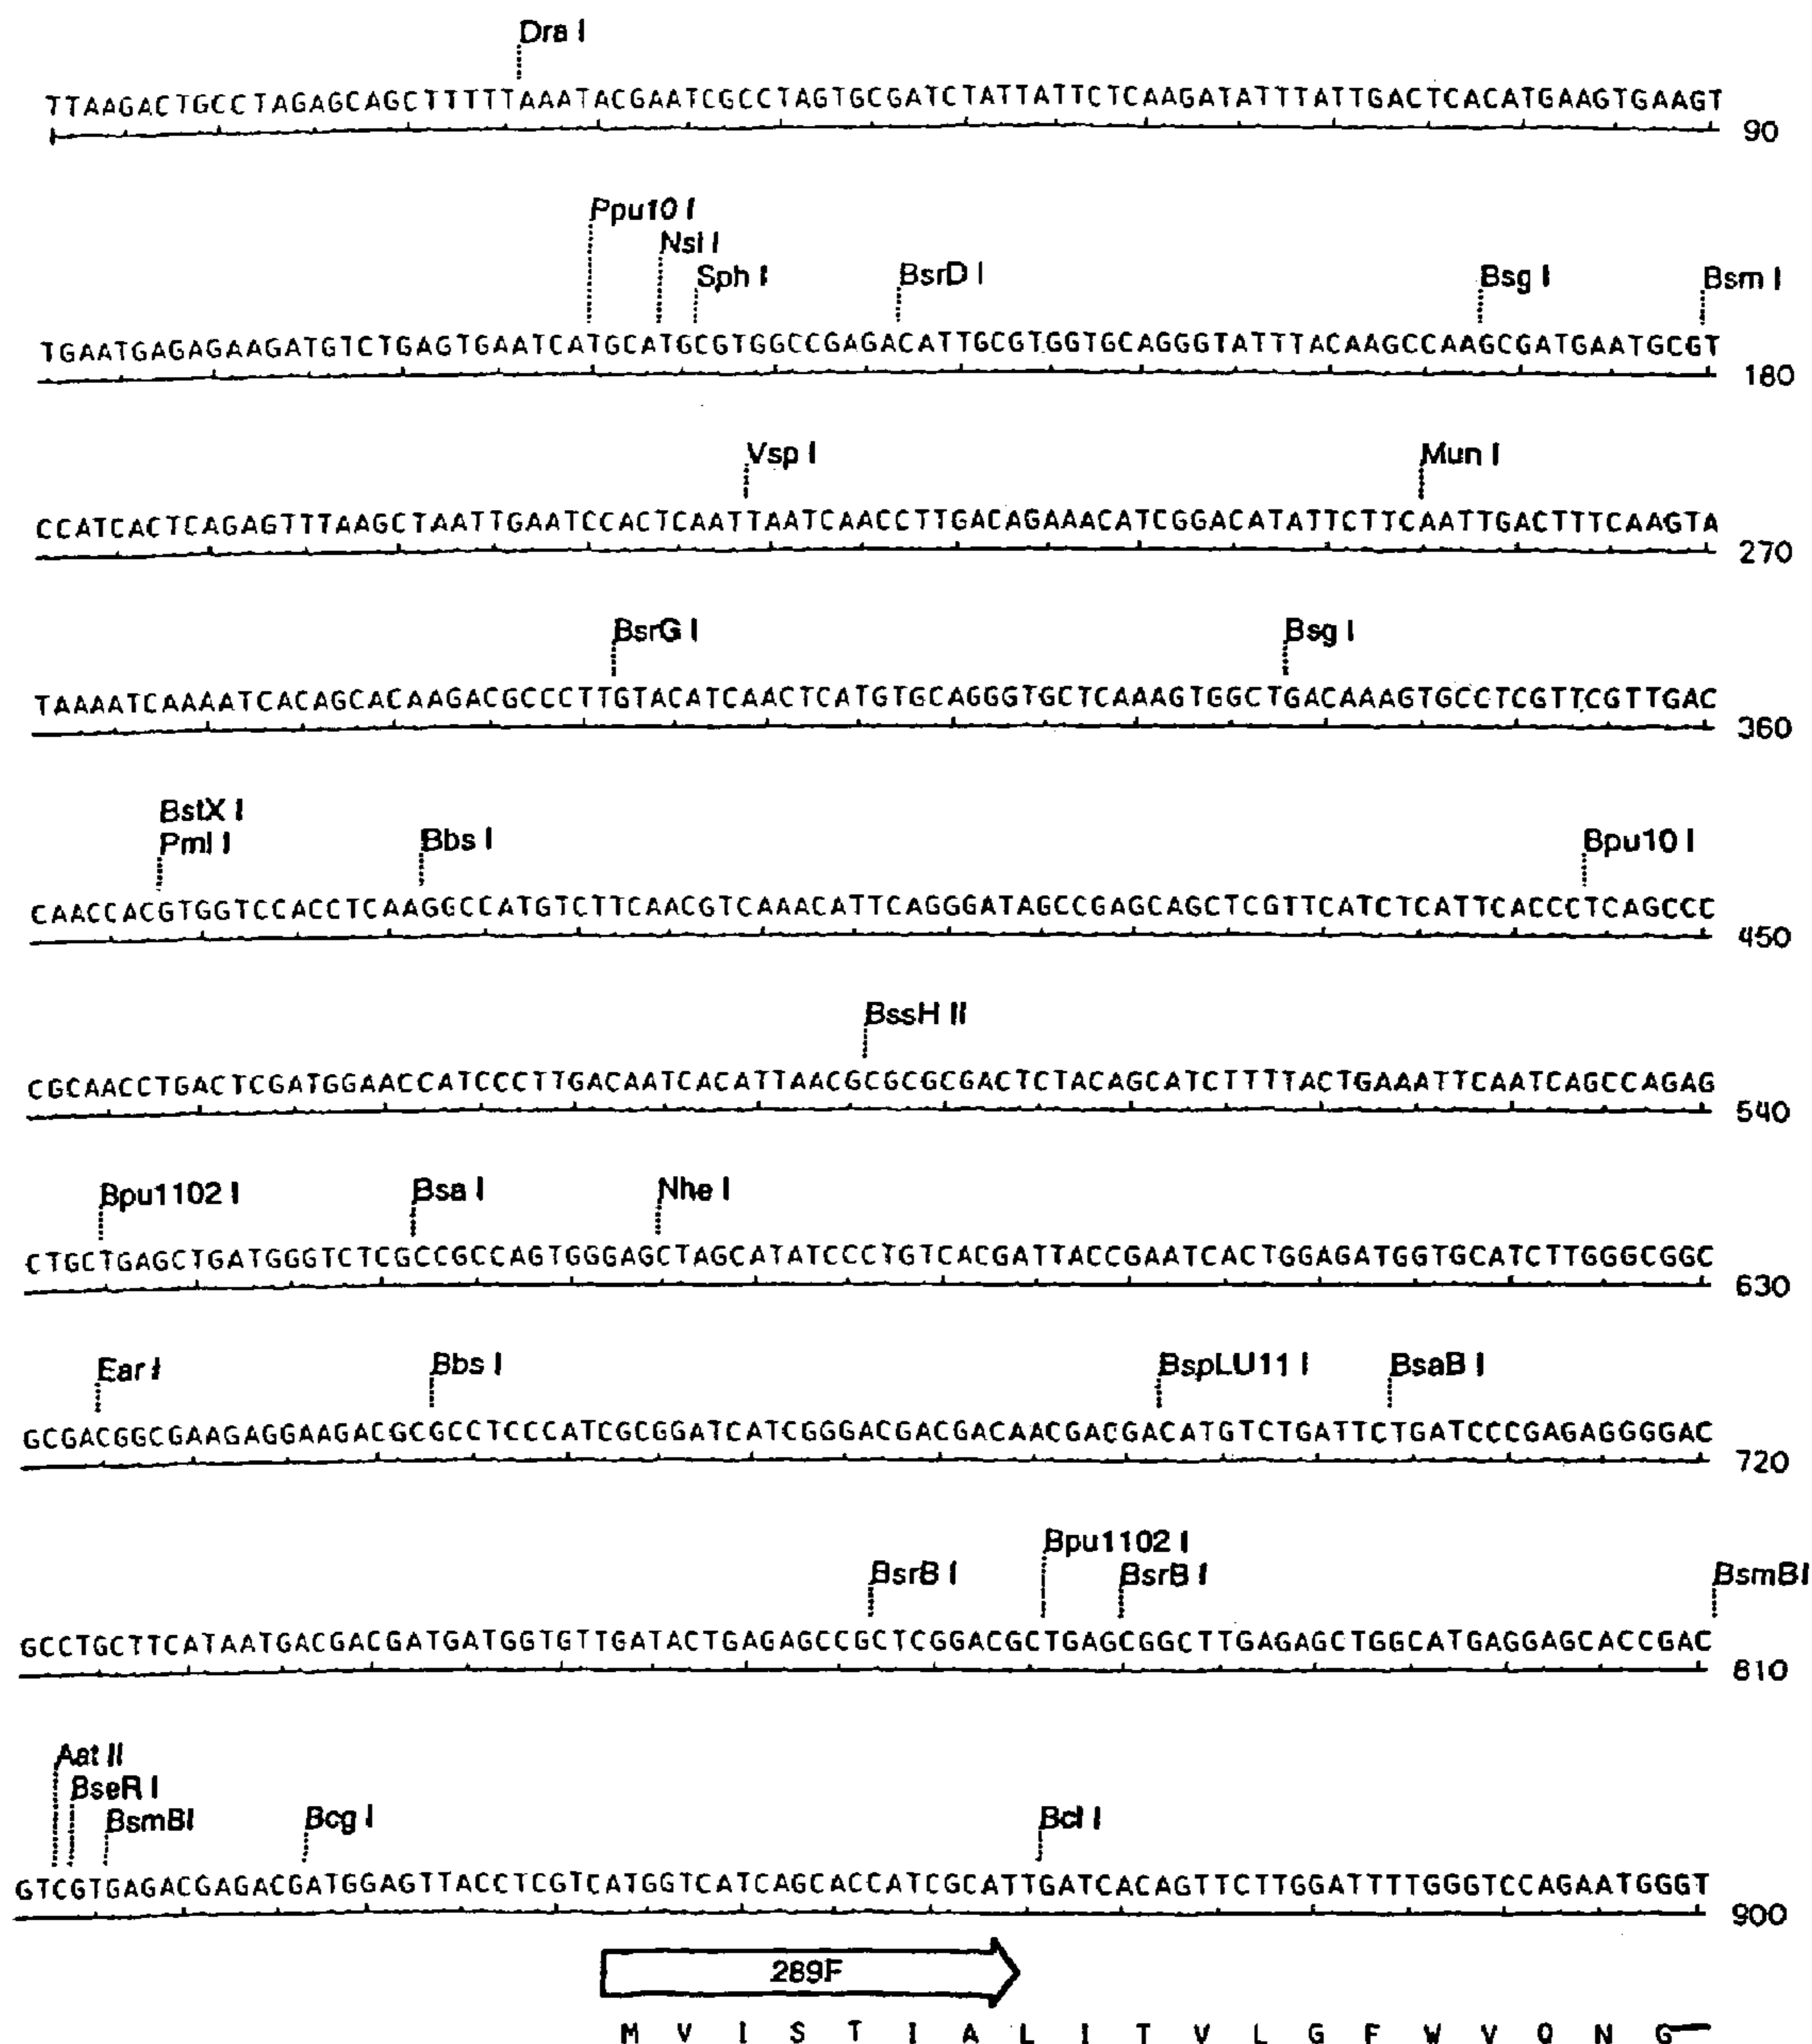 Dra I
TTAAGACTGCCTAGAGCAGCTTTTTTAAATACGAATCGCCTAGTGCGATCTATTATTCTCAAGATATTTATTGACTCACATGAAGTGAAGT
90
Ppu10 I
Nsi I
Sph I BsrD I Bsg I Bsm I
TGAATGAGAGAAGATGTCTGAGTGAATCATGCATGCGTGGCCGAGACATTGCGTGGTGCAGGGTATTTACAAGCCAAGCGATGAATGCGT
180
Vsp I Mun I
CCATCACTCAGAGTTTAAGCTAATTGAATCCACTCAATTAATCAACCTTGACAGAAACATCGGACATATTCTTCAATTGACTTTCAAGTA
270
BsrG I Bsg I
TAAAATCAAAATCACAGCACAAGACGCCCTTGTACATCAACTCATGTGCAGGGTGCTCAAAGTGGCTGACAAAGTGCCTCGTTCGTTGAC
360
BstX I
Pml I Bbs I Bpu10 I
CAACCACGTGGTCCACCTCAAGGCCATGTCTTCAACGTCAAACATTCAGGGATAGCCGAGCAGCTCGTTCATCTCATTCACCCTCAGCCC
450
BssH II
CGCAACCTGACTCGATGGAACCATCCCTTGACAATCACATTAACGCGCGCGACTCTACAGCATCTTTTACTGAAATTCAATCAGCCAGAG
540
Bpu1102 I Bsa I Nhe I
CTGCTGAGCTGATGGGTCTCGCCGCCAGTGGGAGCTAGCATATCCCTGTCACGATTACCGAATCACTGGAGATGGTGCATCTTGGGCGGC
630
Ear I Bbs I BspLU11 I BsaB I
GCGACGGCGAAGAGGAAGACGCGCCTCCCATCGCGGATCATCGGGACGACGACAACGACGACATGTCTGATTCTGATCCCGAGAGGGGAC
720
Bpu1102 I
BsrB I BsrB I BsmBI
GCCTGCTTCATAATGACGACGATGATGGTGTTGATACTGAGAGCCGCTCGGACGCTGAGCGGCTTGAGAGCTGGCATGAGGAGCACCGAC
810
Aat II
BseR I
BsmBI Bcg I Bcl I
GTCGTGAGACGAGACGATGGAGTTACCTCGTCATGGTCATCAGCACCATCGCATTGATCACAGTTCTTGGATTTTGGGTCCAGAATGGGT
900
289F
M V I S T I A L I T V L G F W V Q N G